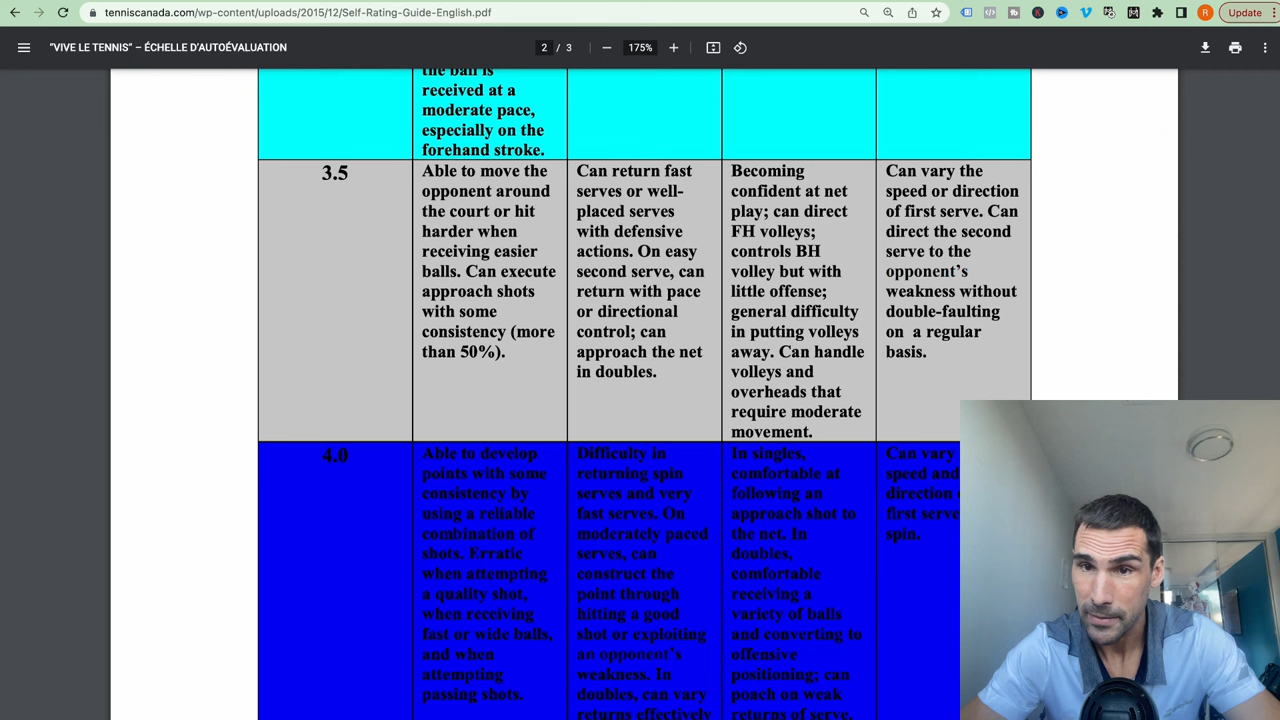 tenniscanada.com/wp-content/uploads/2015/12/Self-Rating-Guide-English.pdf
R
Update
"VIVE LE TENNIS" – ÉCHELLE D'AUTOÉVALUATION
2 / 3
175%
the ball is
received at a
moderate pace,
especially on the
forehand stroke.
3.5
Able to move the
opponent around
the court or hit
harder when
receiving easier
balls. Can execute
approach shots
with some
consistency (more
than 50%).
Can return fast
serves or well-
placed serves
with defensive
actions. On easy
second serve, can
return with pace
or directional
control; can
approach the net
in doubles.
Becoming
confident at net
play; can direct
FH volleys;
controls BH
volley but with
little offense;
general difficulty
in putting volleys
away. Can handle
volleys and
overheads that
require moderate
movement.
Can vary the
speed or direction
of first serve. Can
direct the second
serve to the
opponent's
weakness without
double-faulting
on a regular
basis.
4.0
Able to develop
points with some
consistency by
using a reliable
combination of
shots. Erratic
when attempting
a quality shot,
when receiving
fast or wide balls,
and when
attempting
passing shots.
Difficulty in
returning spin
serves and very
fast serves. On
moderately paced
serves, can
construct the
point through
hitting a good
shot or exploiting
an opponent's
weakness. In
doubles, can vary
returns effectively
In singles,
comfortable at
following an
approach shot to
the net. In
doubles,
comfortable
receiving a
variety of balls
and converting to
offensive
positioning; can
poach on weak
returns of serve.
Can vary
speed and
direction
first serve
spin.